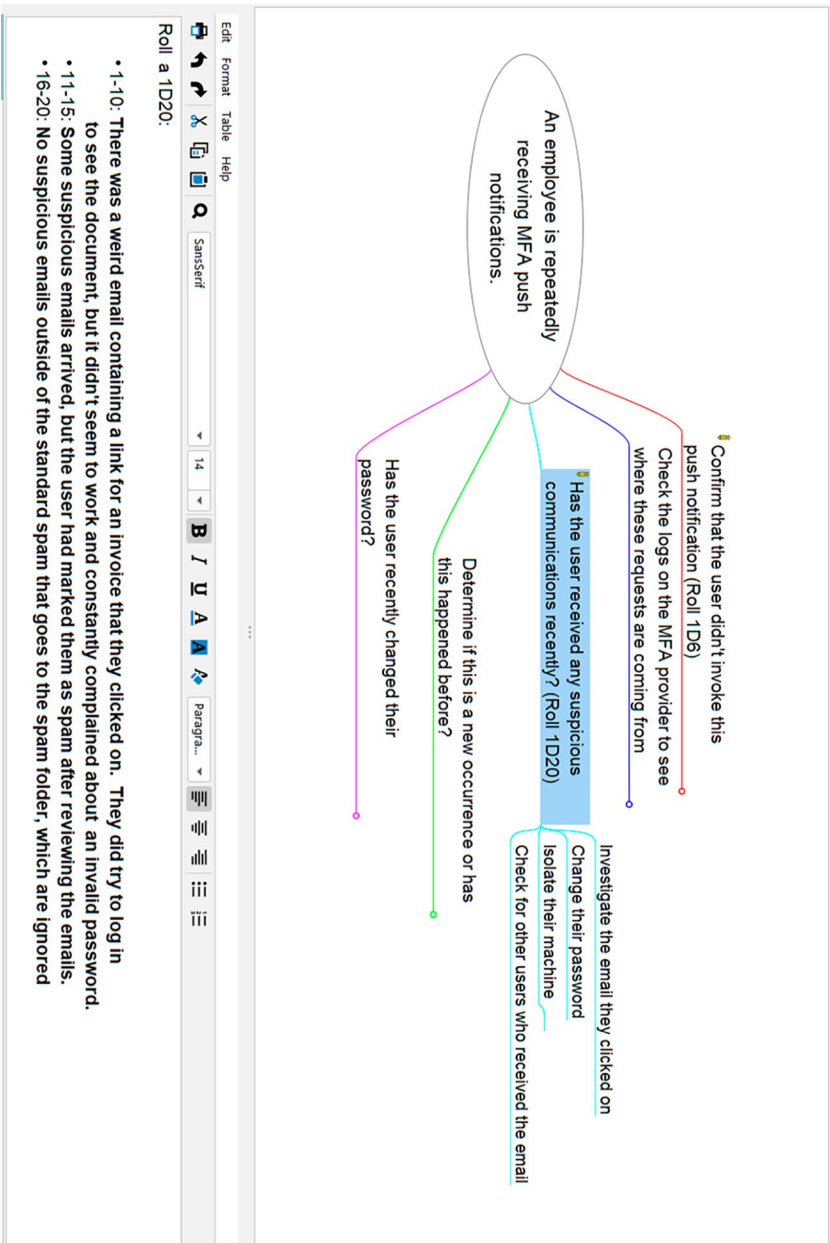 An employee is repeatedly
receiving MFA push
notifications.
Confirm that the user didn't invoke this
push notification (Roll 1D6)
Check the logs on the MFA provider to see
where these requests are coming from
Has the user received any suspicious
communications recently? (Roll 1D20)
Investigate the email they clicked on
Change their password
Isolate their machine
Check for other users who received the email
Determine if this is a new occurrence or has
this happened before?
Has the user recently changed their
password?
Edit Format Table Help
SansSerif 14 B I U A A Paragra...
Roll a 1D20:
• 1-10: There was a weird email containing a link for an invoice that they clicked on. They did try to log in
to see the document, but it didn't seem to work and constantly complained about an invalid password.
• 11-15: Some suspicious emails arrived, but the user had marked them as spam after reviewing the emails.
• 16-20: No suspicious emails outside of the standard spam that goes to the spam folder, which are ignored